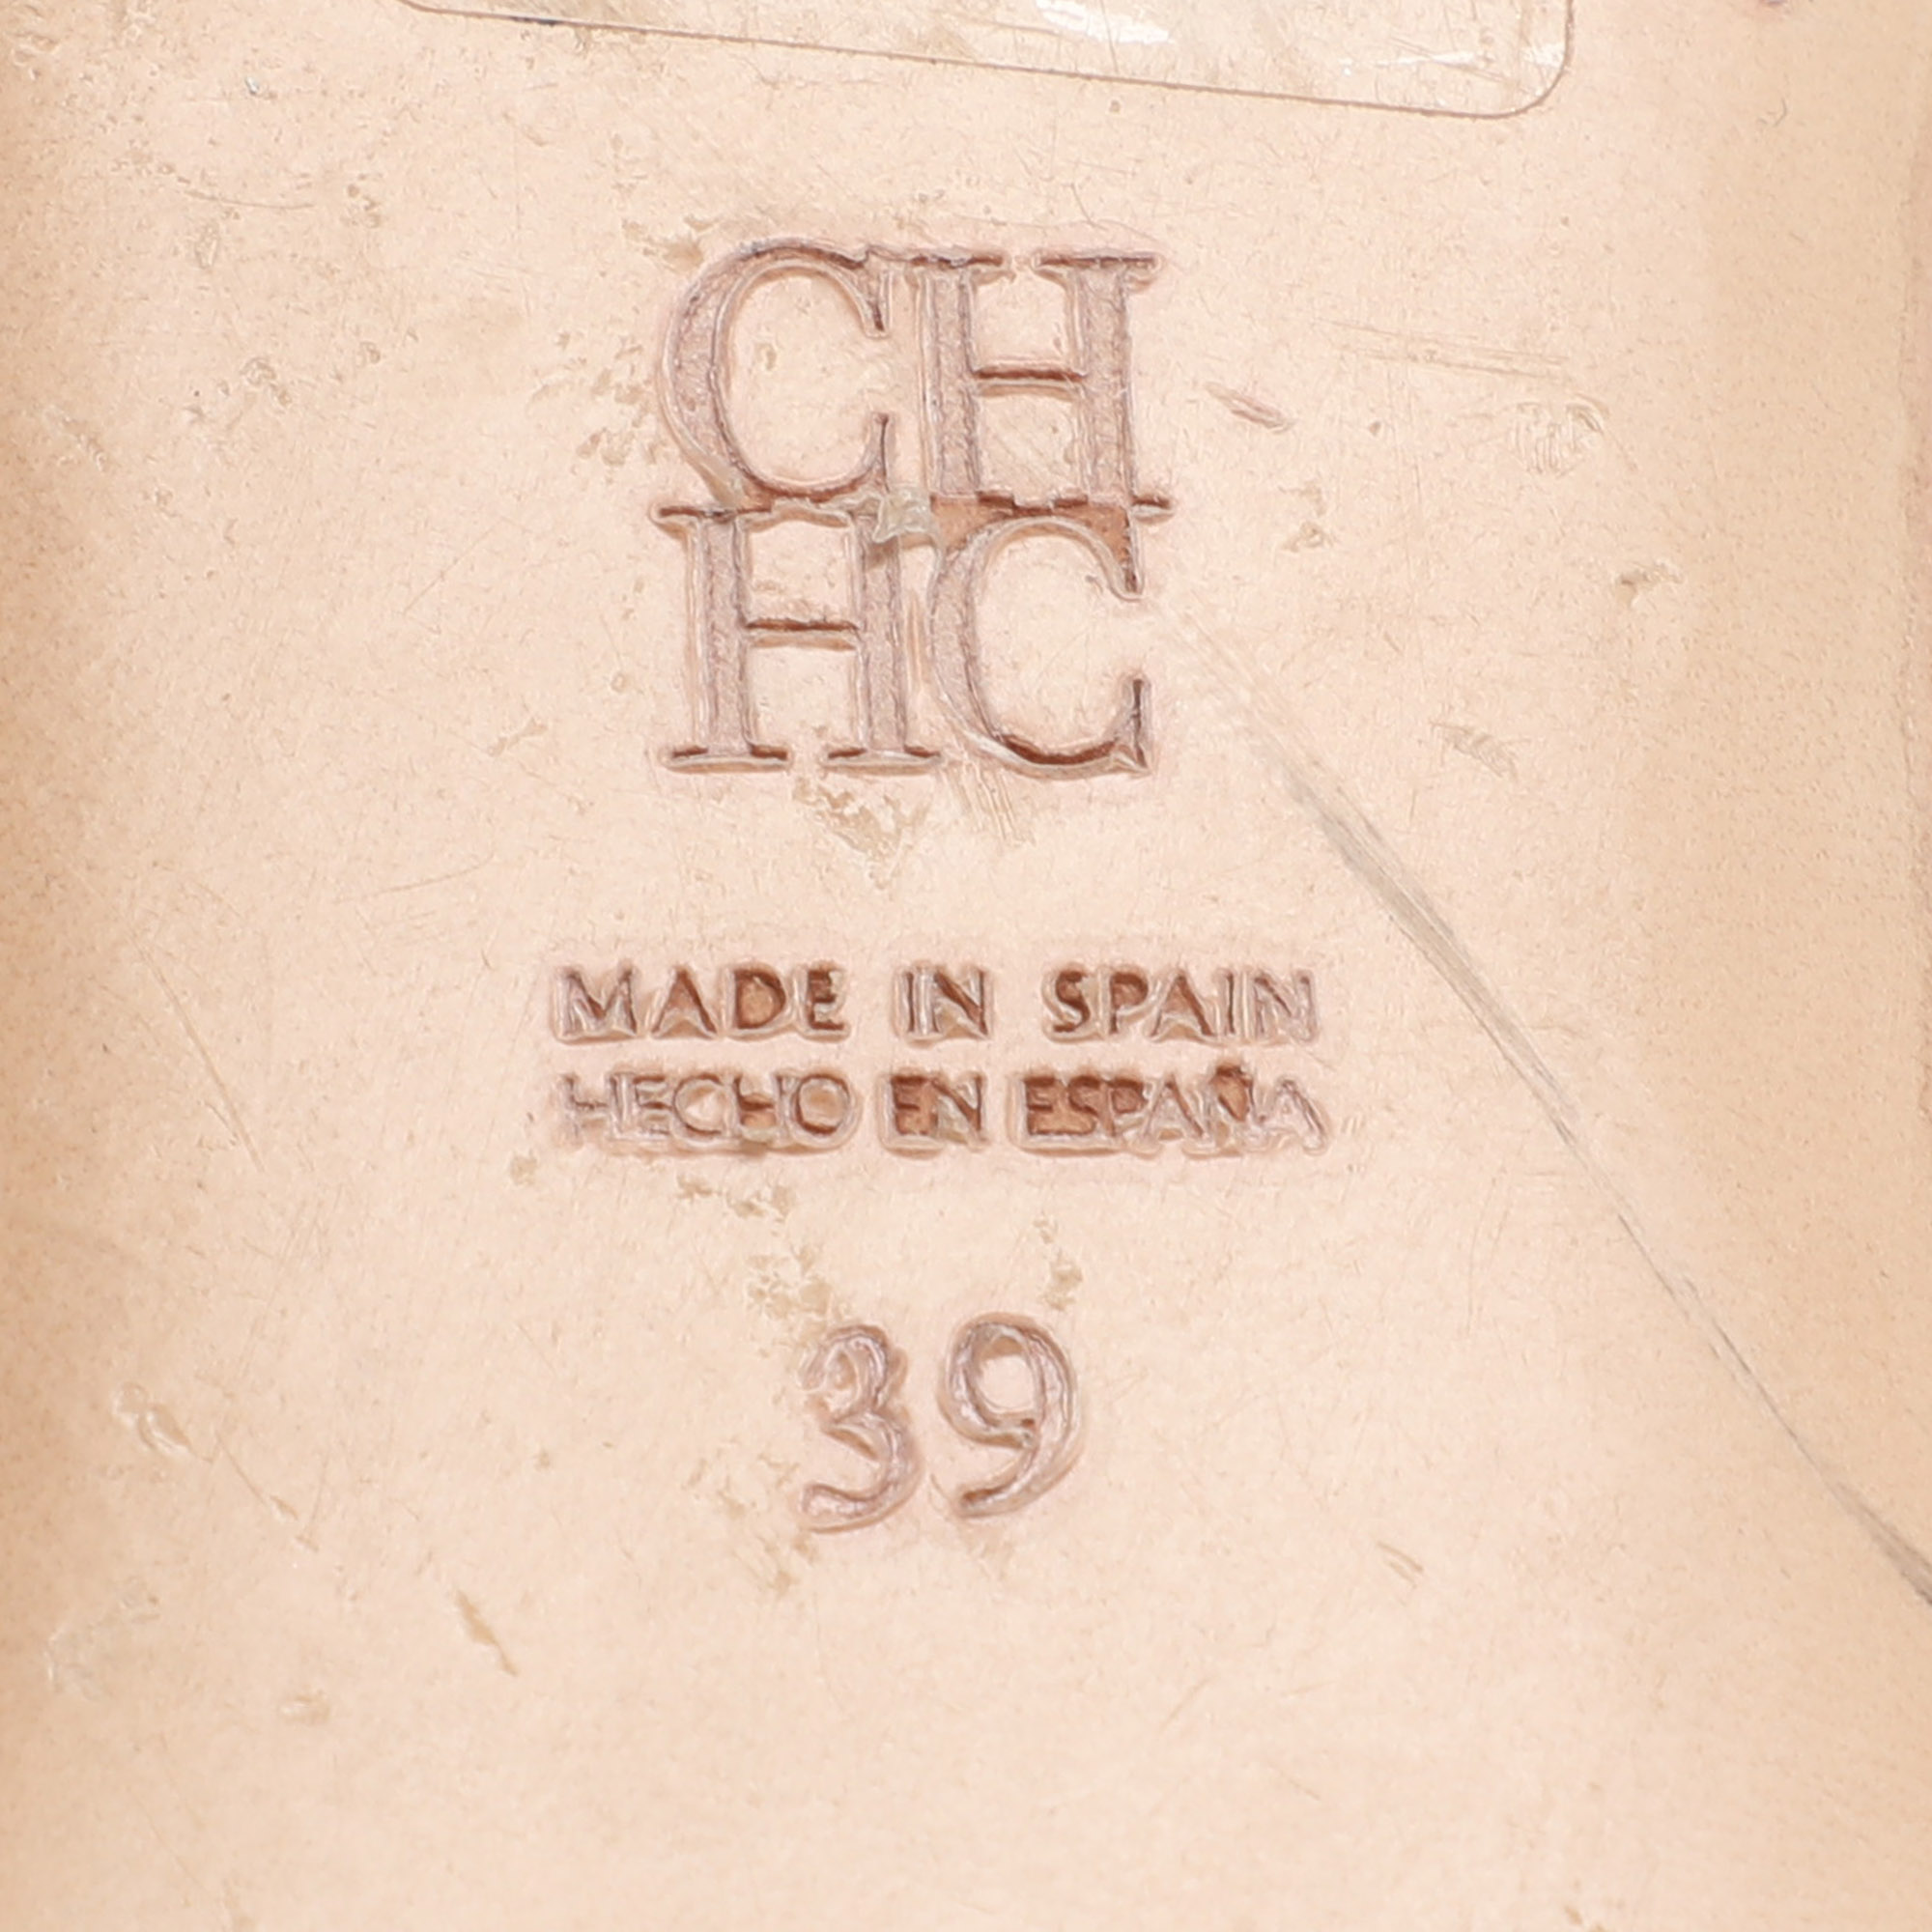 CH
HC
MADE IN SPAIN
HECHO EN ESPAÑA
39